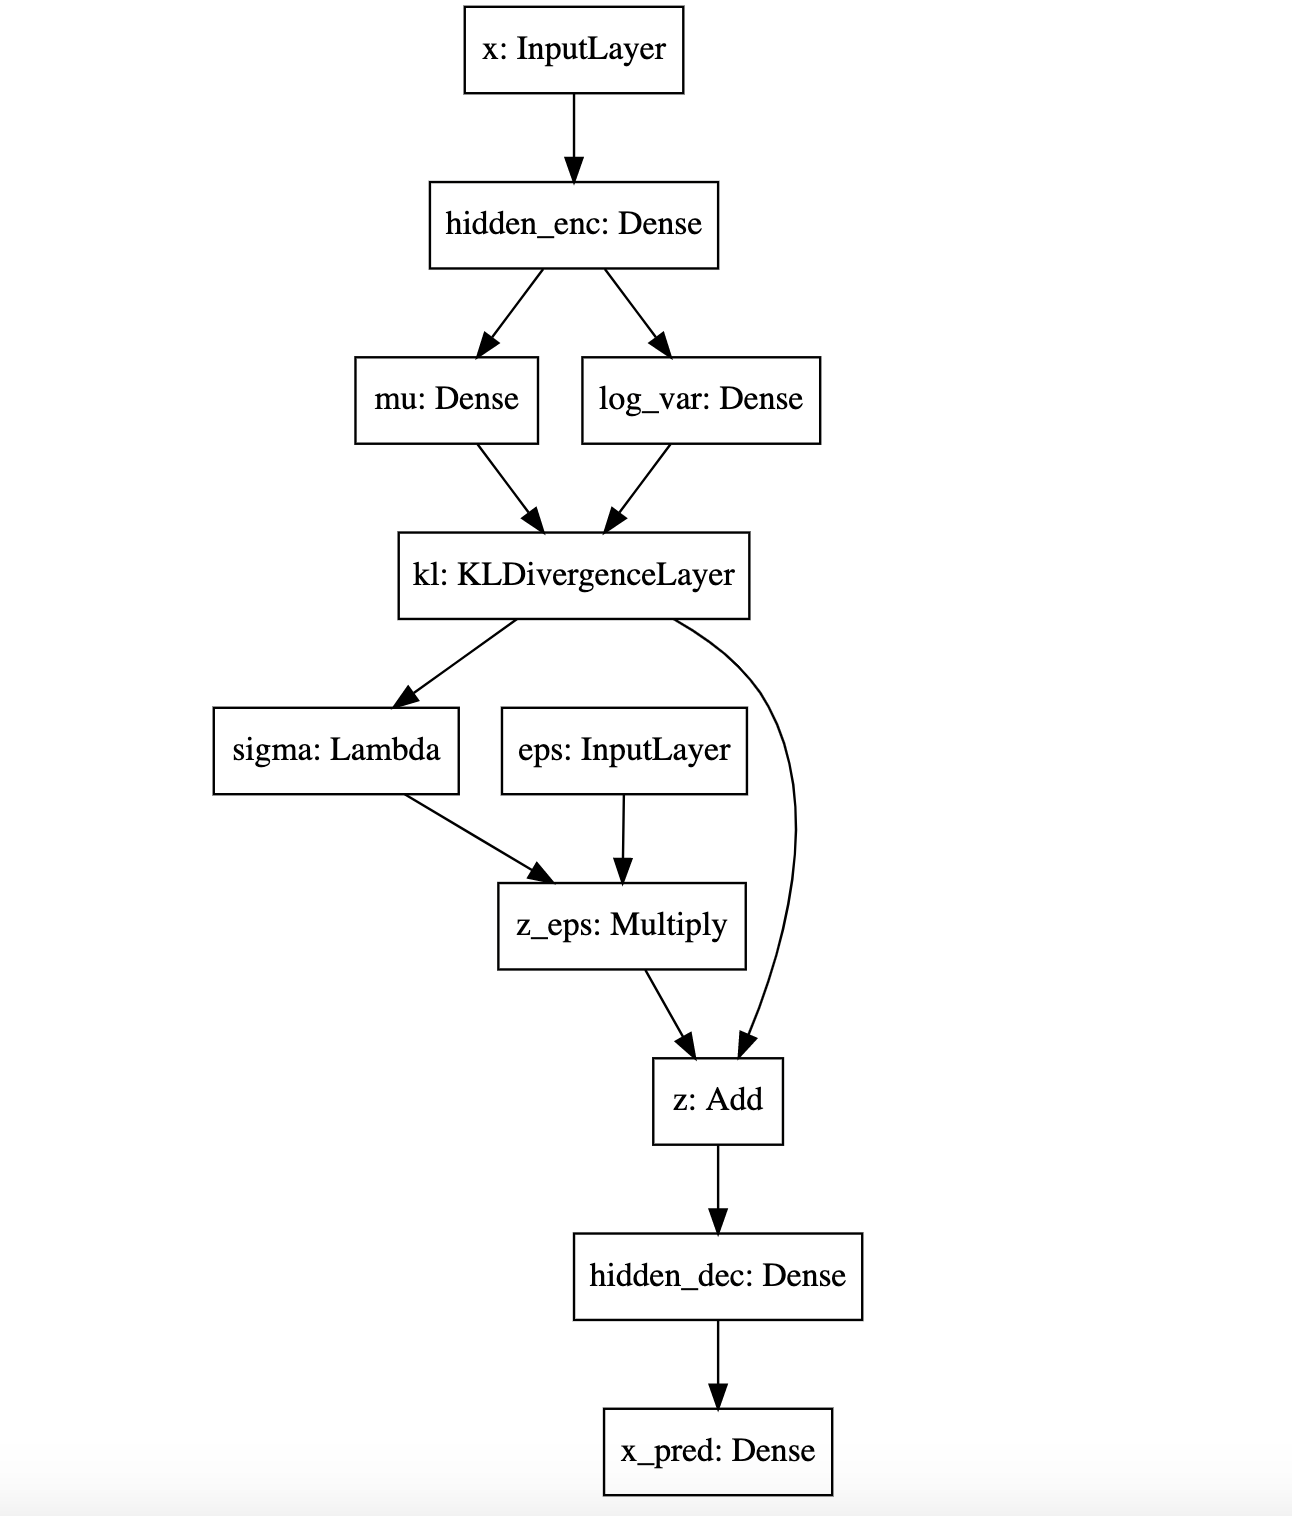 x: InputLayer
hidden_enc: Dense
mu: Dense
log_var: Dense
kl: KLDivergenceLayer
sigma: Lambda
eps: InputLayer
z_eps: Multiply
z: Add
hidden_dec: Dense
x_pred: Dense